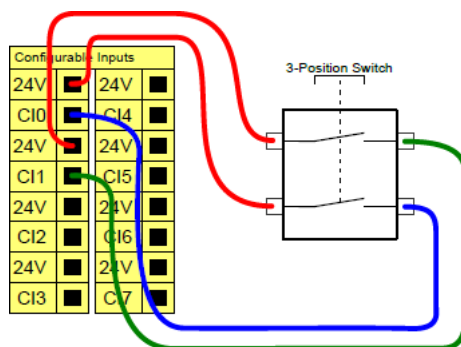 Configurable Inputs
3-Position Switch
24V 24V
CI0 CI4
24V 24V
CI1 CI5
24V 24V
CI2 CI6
24V 24V
CI3 CI7